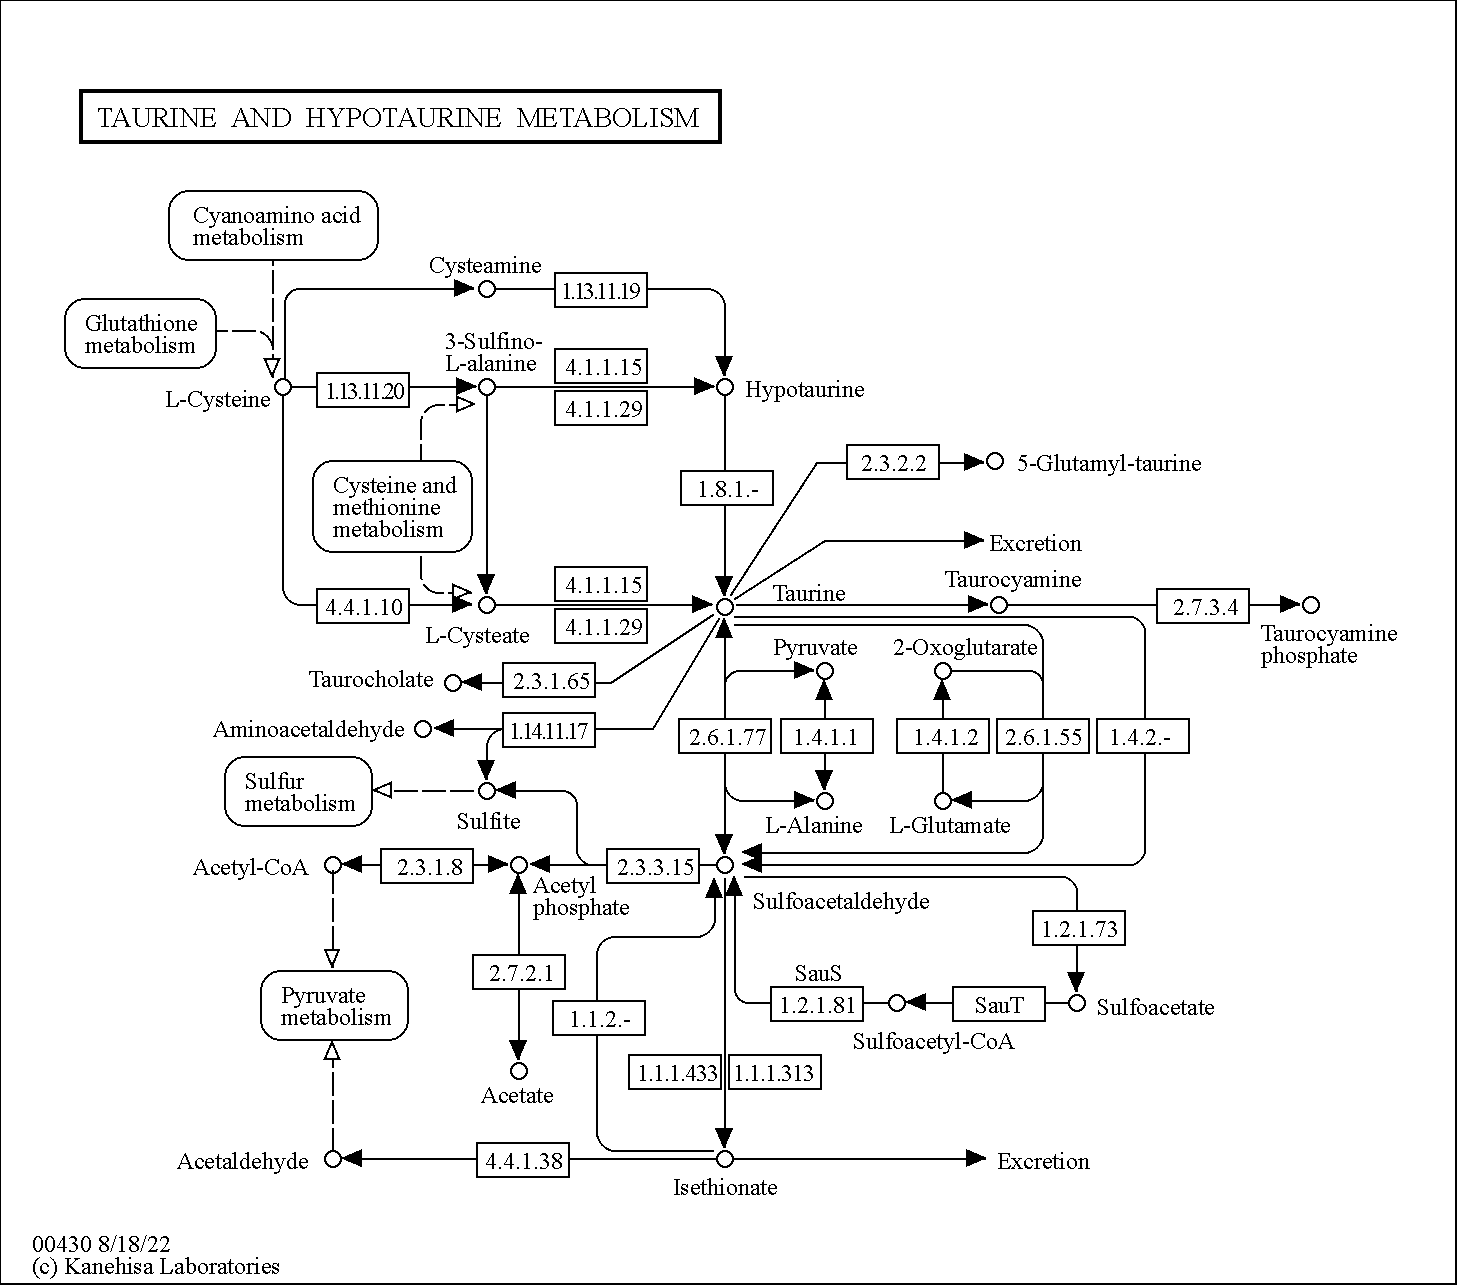 TAURINE AND HYPOTAURINE METABOLISM
Cyanoamino acid
metabolism
Cysteamine
1.13.11.19
Glutathione
metabolism
3-Sulfino-
L-alanine
4.1.1.15
L-Cysteine
1.13.11.20
4.1.1.29
Hypotaurine
2.3.2.2
5-Glutamyl-taurine
Cysteine and
methionine
metabolism
1.8.1.-
Excretion
4.1.1.15
Taurine
Taurocyamine
4.4.1.10
2.7.3.4
L-Cysteate
4.1.1.29
Taurocyamine
phosphate
Pyruvate
2-Oxoglutarate
Taurocholate
2.3.1.65
Aminoacetaldehyde
1.14.11.17
2.6.1.77
1.4.1.1
1.4.1.2
2.6.1.55
1.4.2.-
Sulfur
metabolism
Sulfite
L-Alanine
L-Glutamate
Acetyl-CoA
2.3.1.8
2.3.3.15
Acetyl
phosphate
Sulfoacetaldehyde
1.2.1.73
2.7.2.1
SauS
Pyruvate
metabolism
1.1.2.-
1.2.1.81
SauT
Sulfoacetate
Sulfoacetyl-CoA
1.1.1.433
1.1.1.313
Acetate
Acetaldehyde
4.4.1.38
Excretion
Isethionate
00430 8/18/22
(c) Kanehisa Laboratories